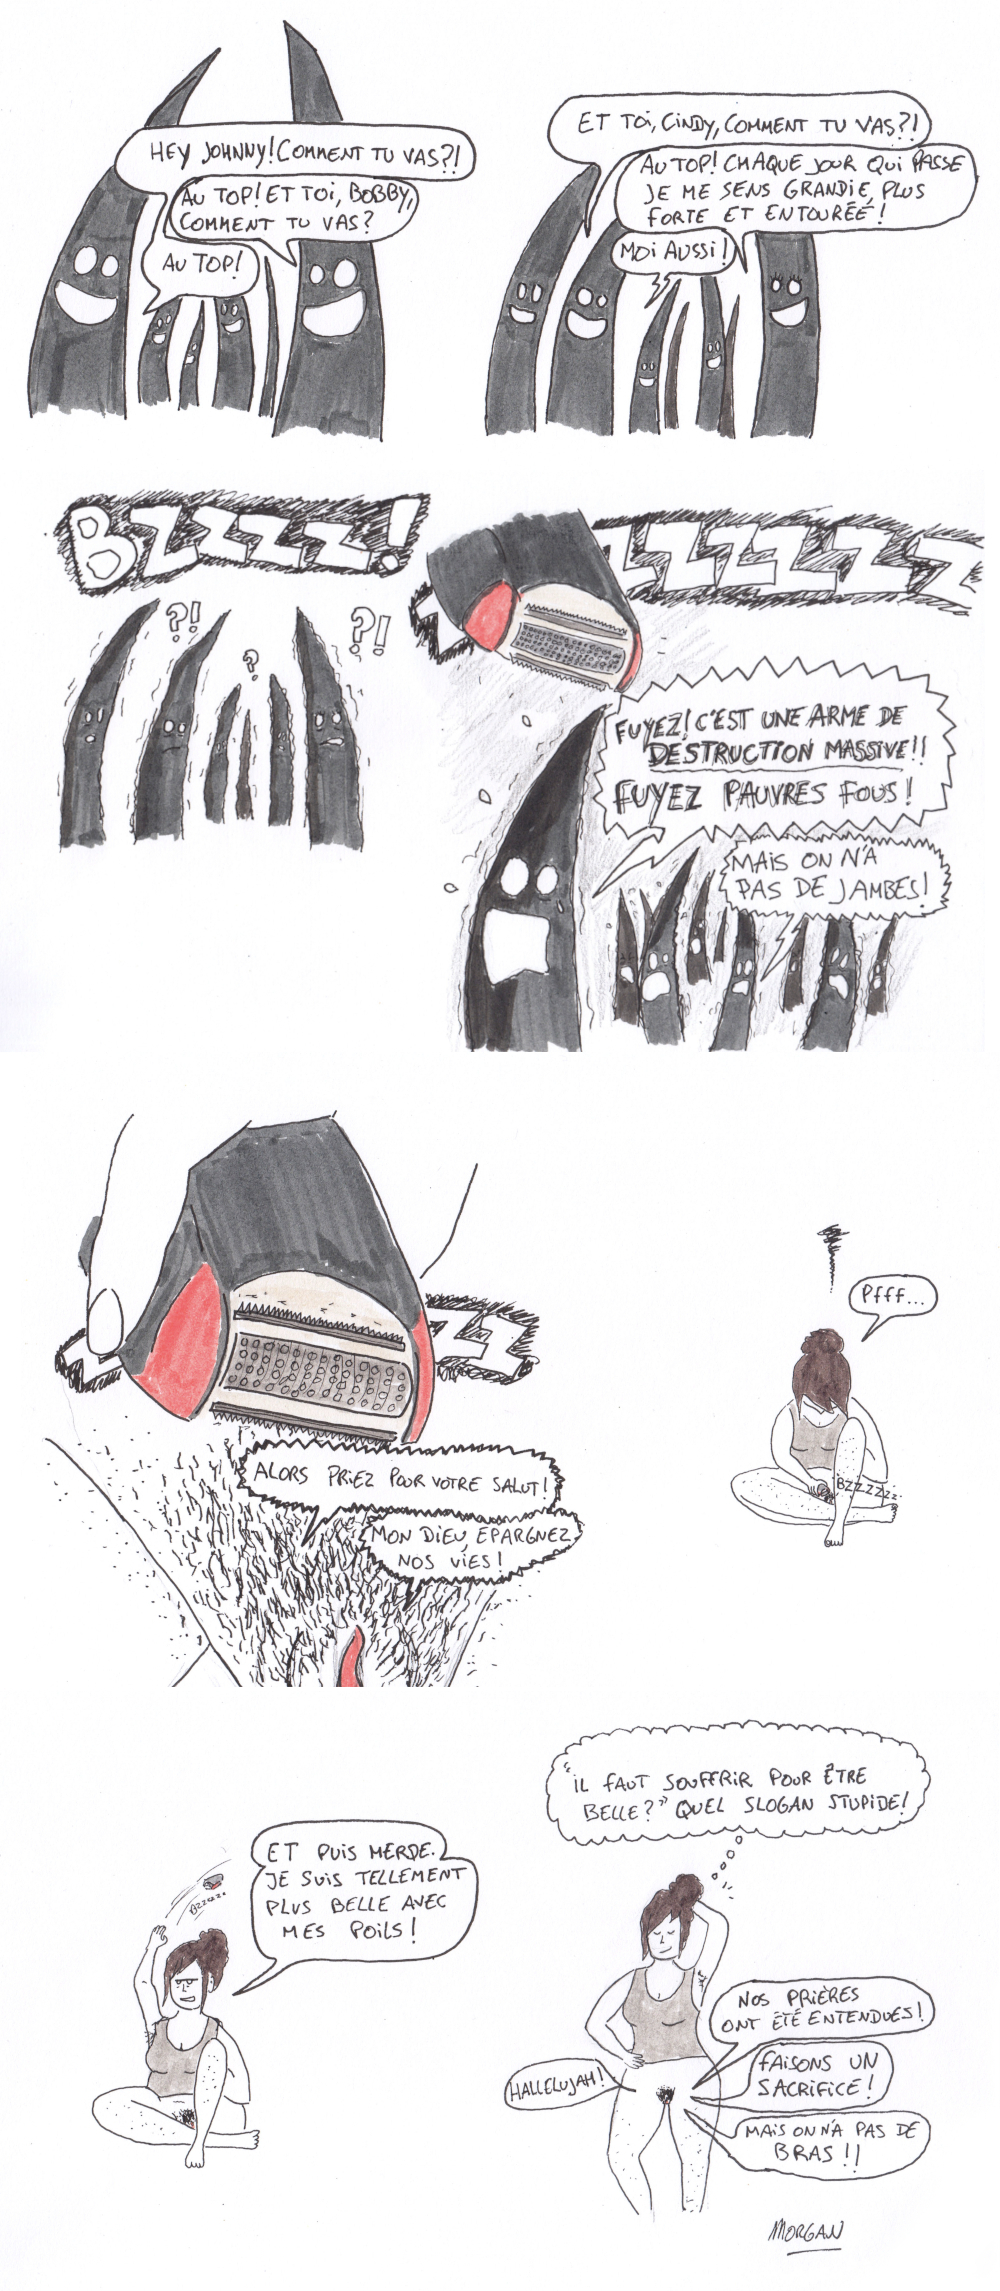 HEY JOHNNY! COMMENT TU VAS?!
AU TOP! ET TOI, BOBBY,
COMMENT TU VAS?
AU TOP!
ET TOI, CINDY, COMMENT TU VAS?!
AU TOP! CHAQUE JOUR QUI PASSE
JE ME SENS GRANDIE, PLUS
FORTE ET ENTOURÉÉ!
MOI AUSSI!
BZZZZ!
?!
?
?!
ZZZZZ
FUYEZ! C'EST UNE ARME DE
DESTRUCTION MASSIVE!!
FUYEZ PAUVRES FOUS!
MAIS ON N'A
PAS DE JAMBES!
ZZ
ALORS PRIEZ POUR VOTRE SALUT!
MON DIEU, EPARGNEZ
NOS VIES!
Pfff...
BZZZZZZ..
ET PUIS MERDE.
JE SUIS TELLEMENT
PLUS BELLE AVEC
MES POILS!
BZZZZZ.
"IL FAUT SOUFFRIR POUR ÊTRE
BELLE?" QUEL SLOGAN STUPIDE!
NOS PRIÈRES
ONT ÉTÉ ENTENDUES!
HALLELUJAH!
FAISONS UN
SACRIFICE!
MAIS ON N'A PAS DE
BRAS!!
MORGAN